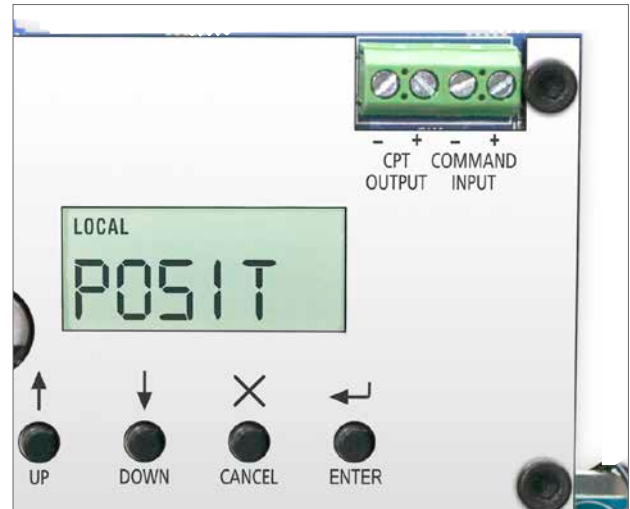 - + - +
CPT COMMAND
OUTPUT INPUT
LOCAL
POSIT
UP DOWN CANCEL ENTER